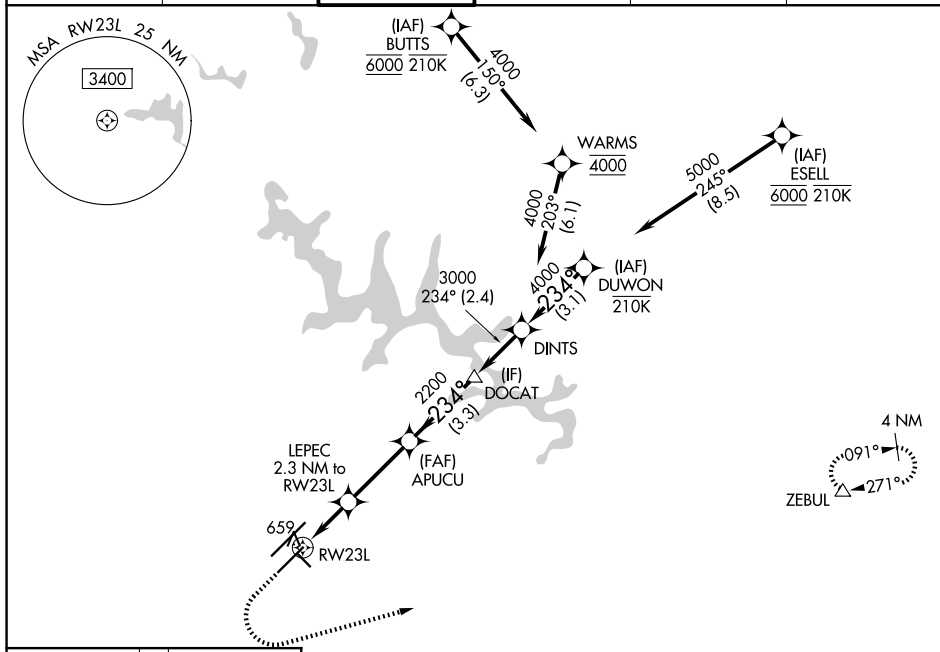 MSA RW23L 25 NM
3400
(IAF)
BUTTS
6000 210K
4000
150°
(6.3)
WARMS
4000
4000
203°
(6.1)
(IAF)
ESELL
6000 210K
5000
245°
(8.5)
(IAF)
DUWON
210K
4000
234°
(3.1)
3000
234° (2.4)
DINTS
(IF)
DOCAT
2200
234°
(3.3)
(FAF)
APUCU
LEPEC
2.3 NM to
RW23L
659
RW23L
4 NM
091°
271°
ZEBUL